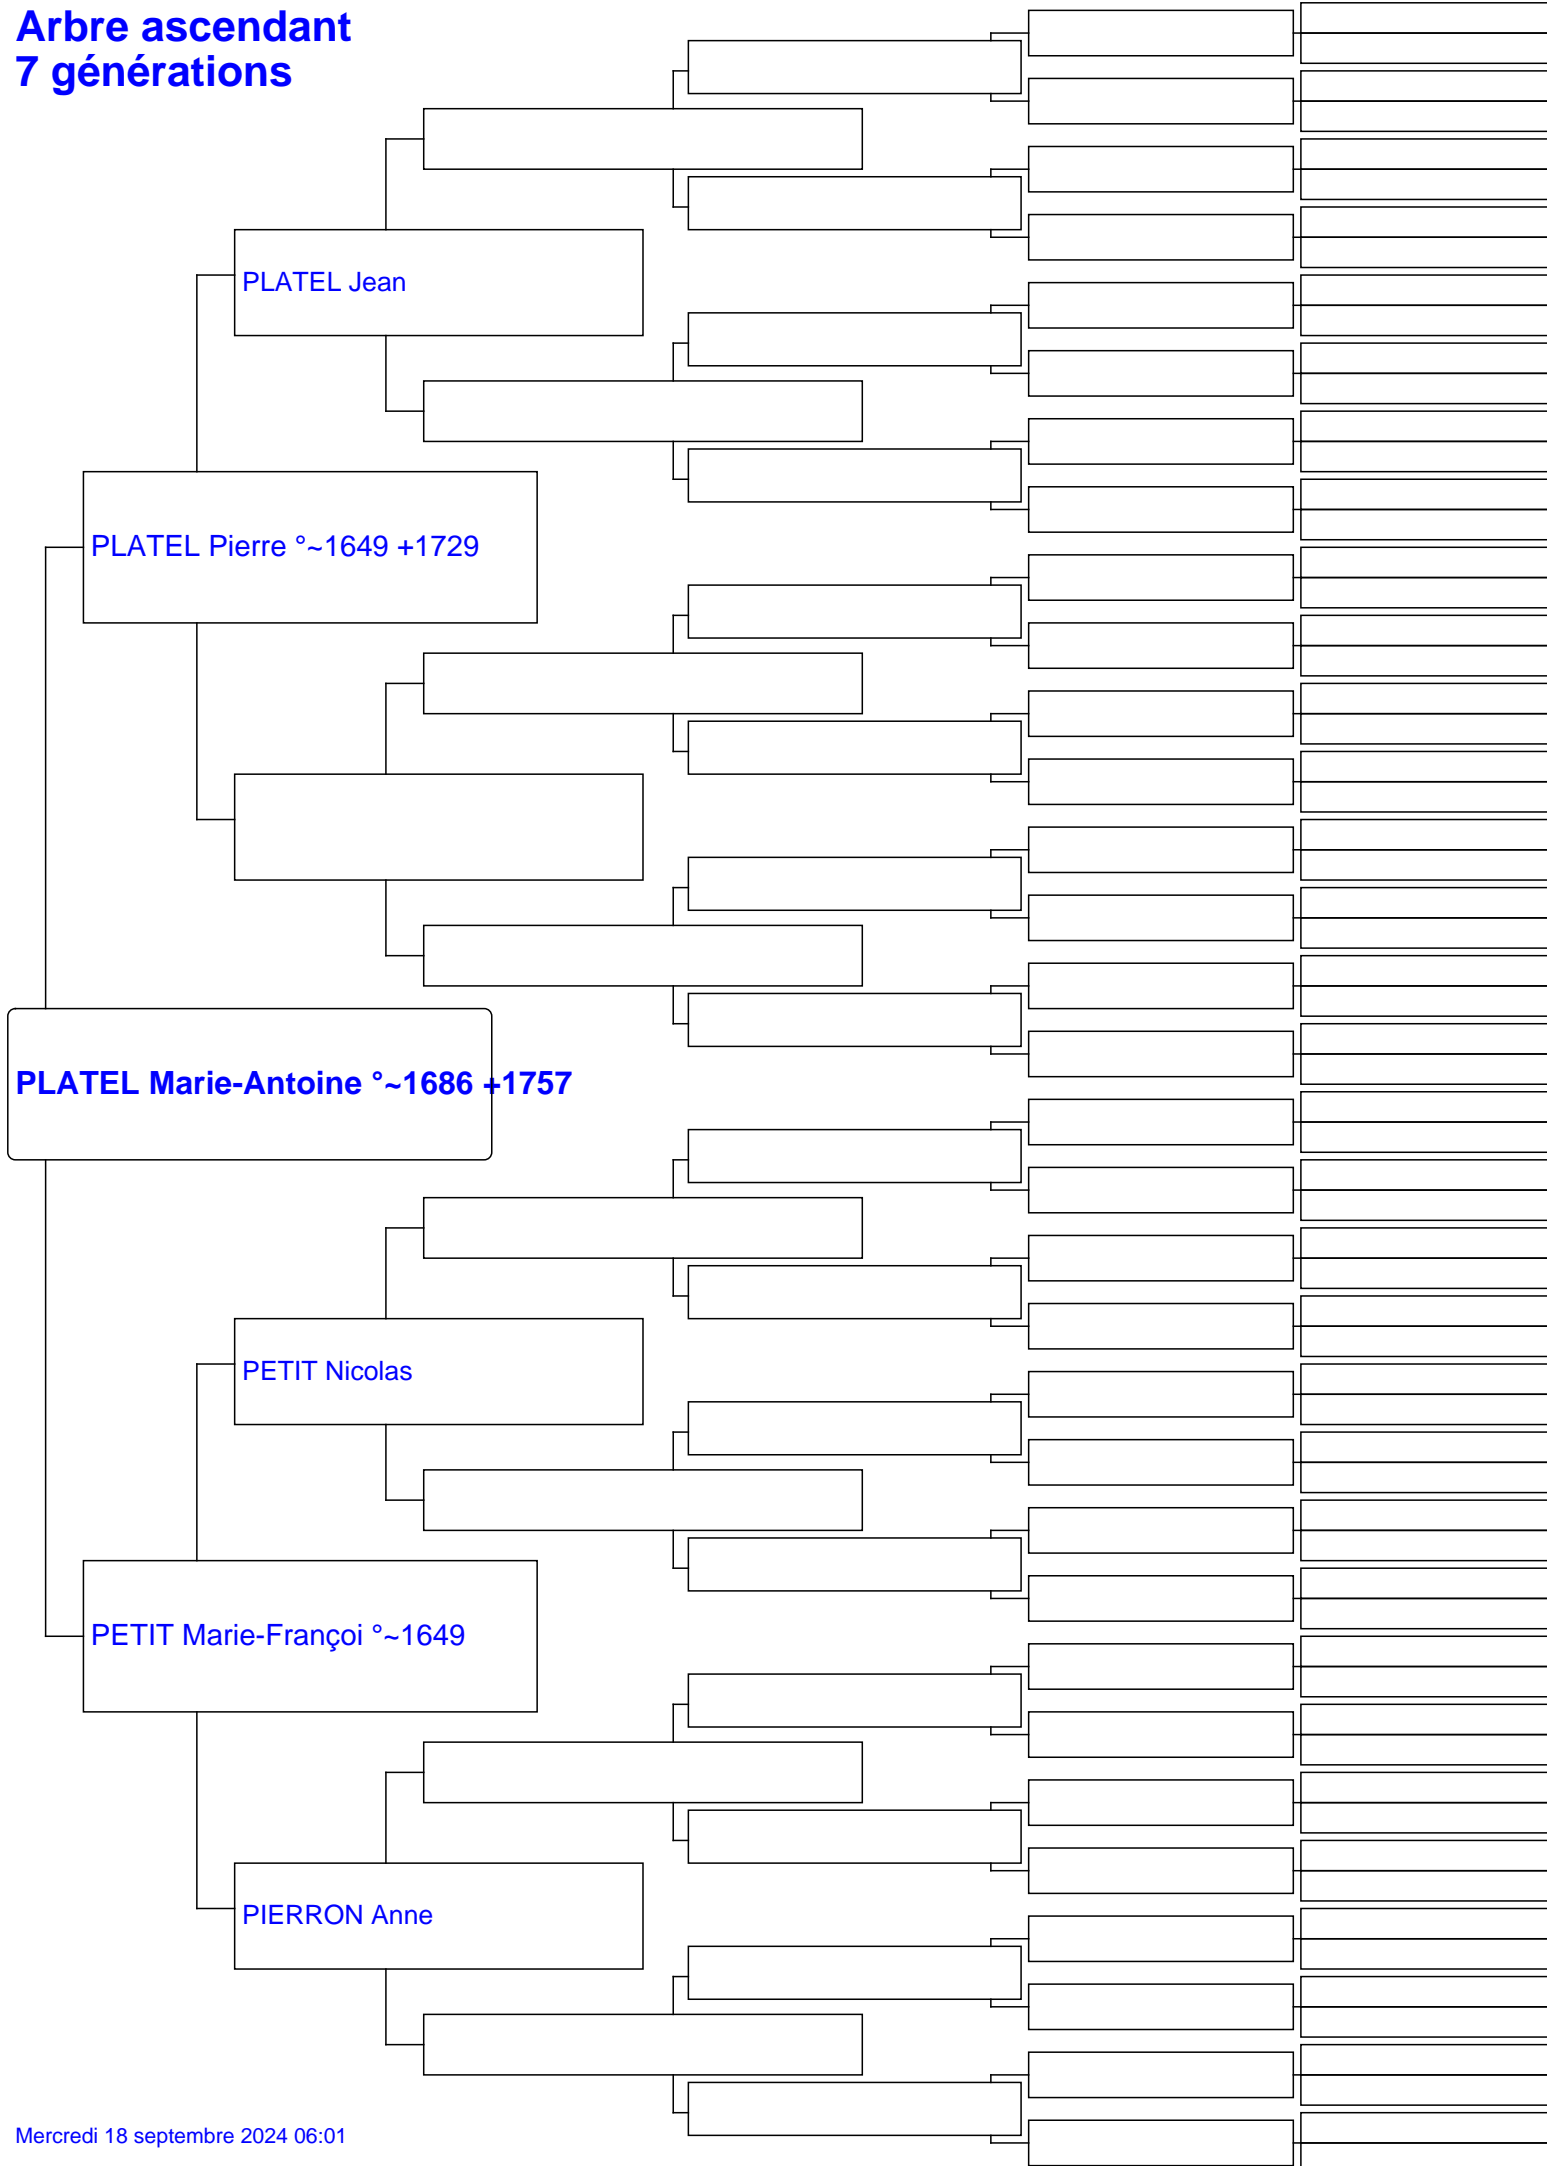 Arbre ascendant
7 générations
PLATEL Jean
PLATEL Pierre °~1649 +1729
PLATEL Marie-Antoine °~1686 +1757
PETIT Nicolas
PETIT Marie-Françoi °~1649
PIERRON Anne
Mercredi 18 septembre 2024 06:01